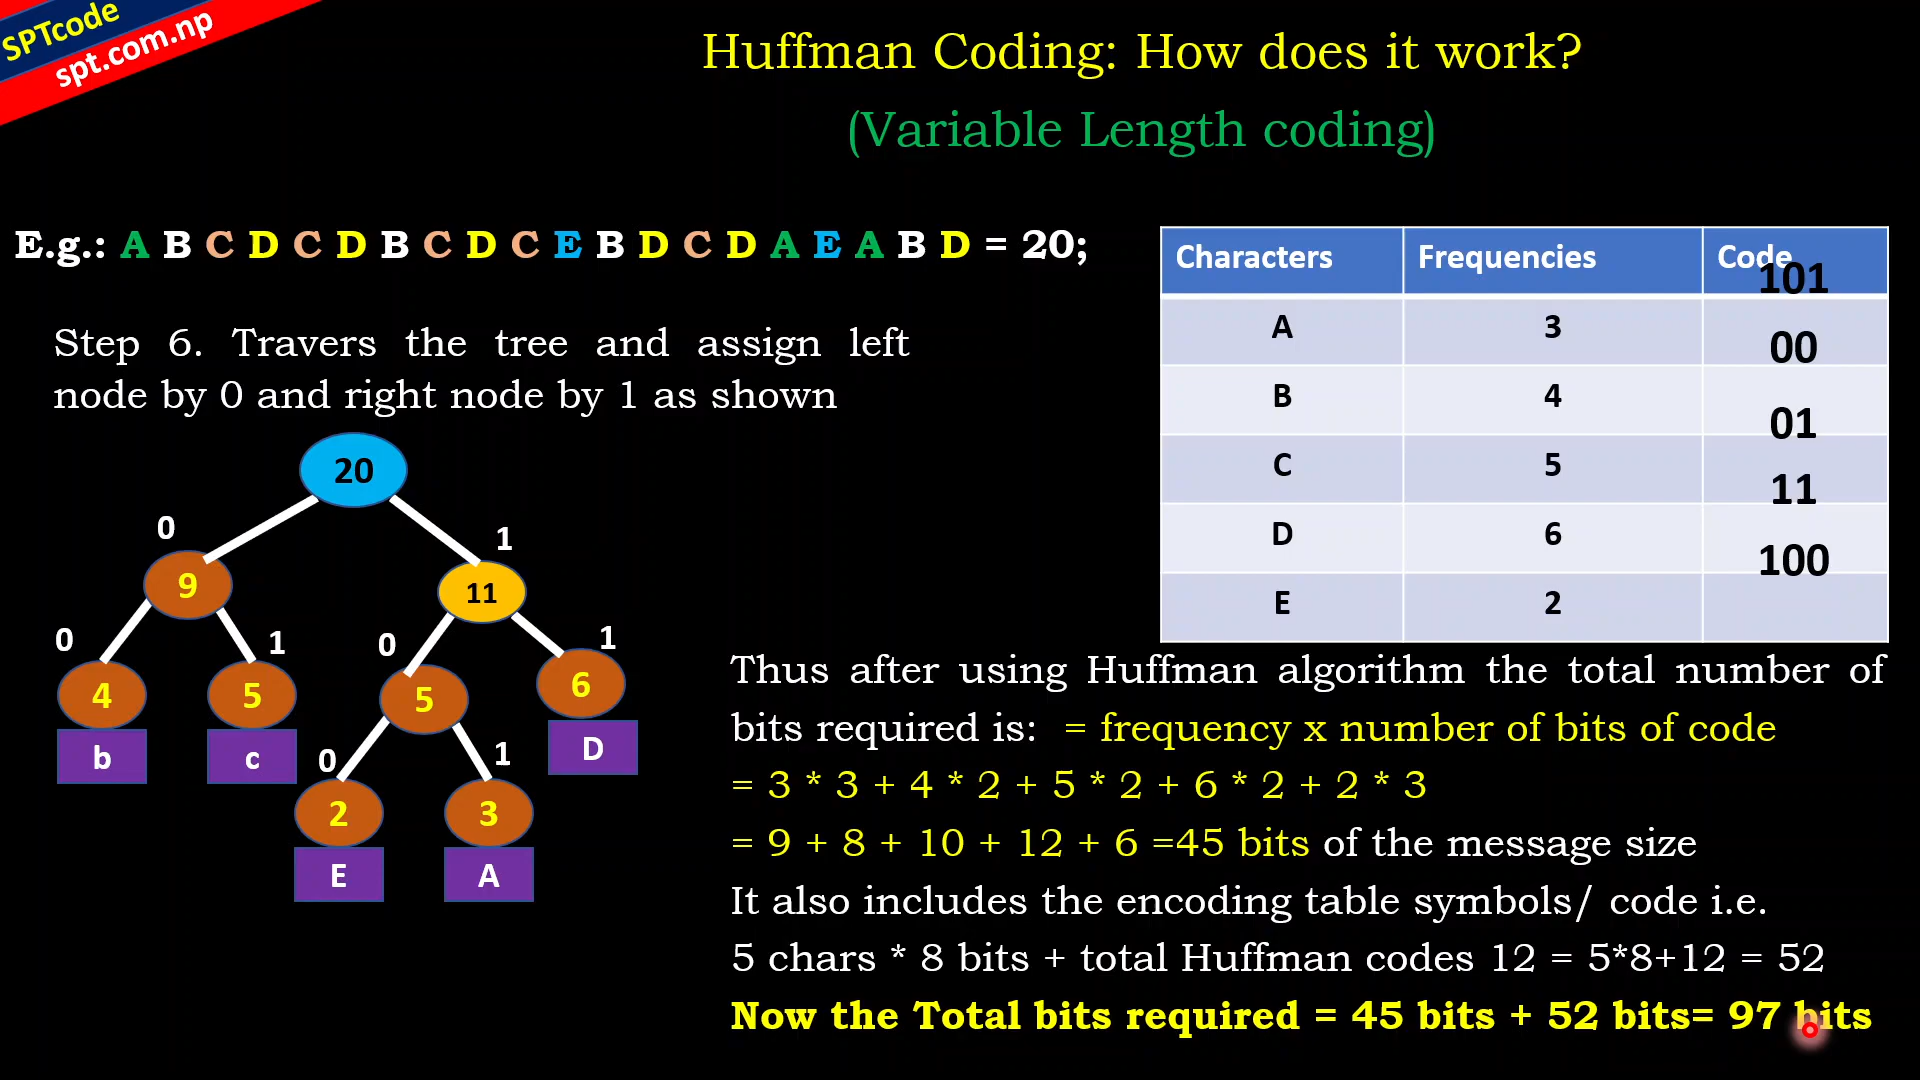 SPTcode
spt.com.np
Huffman Coding: How does it work?
(Variable Length coding)
E.g.: A B C D C D B C D C E B D C D A E A B D = 20;
Step 6. Travers the tree and assign left
node by 0 and right node by 1 as shown
20
0 1
9 11
0 1 0 1
4 5 5 6
b c D
0 1
2 3
E A
Characters Frequencies Code
101
A 3
00
B 4
01
C 5
11
D 6
100
E 2
Thus after using Huffman algorithm the total number of
bits required is: = frequency x number of bits of code
= 3 * 3 + 4 * 2 + 5 * 2 + 6 * 2 + 2 * 3
= 9 + 8 + 10 + 12 + 6 =45 bits of the message size
It also includes the encoding table symbols/ code i.e.
5 chars * 8 bits + total Huffman codes 12 = 5*8+12 = 52
Now the Total bits required = 45 bits + 52 bits= 97 bits